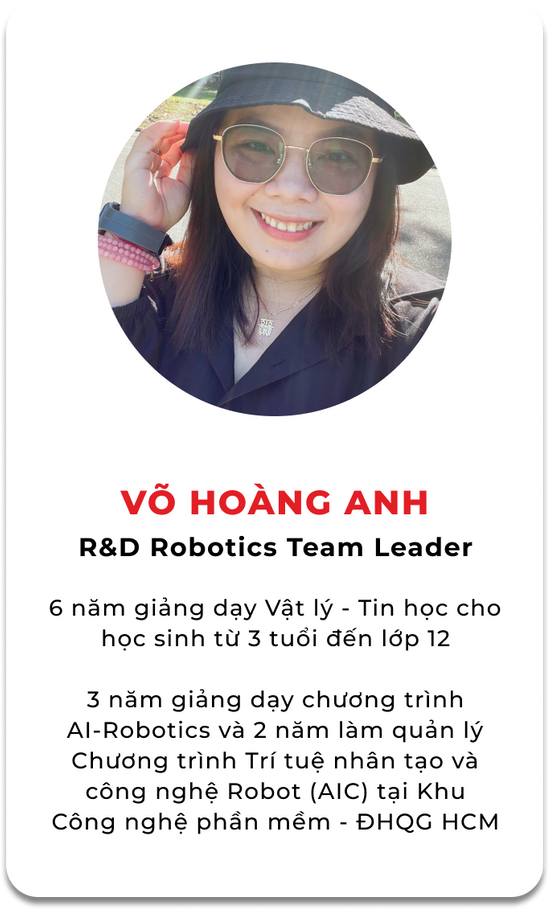 VÕ HOÀNG ANH
R&D Robotics Team Leader
6 năm giảng dạy Vật lý - Tin học cho
học sinh từ 3 tuổi đến lớp 12
3 năm giảng dạy chương trình
AI-Robotics và 2 năm làm quản lý
Chương trình Trí tuệ nhân tạo và
công nghệ Robot (AIC) tại Khu
Công nghệ phần mềm - ĐHQG HCM